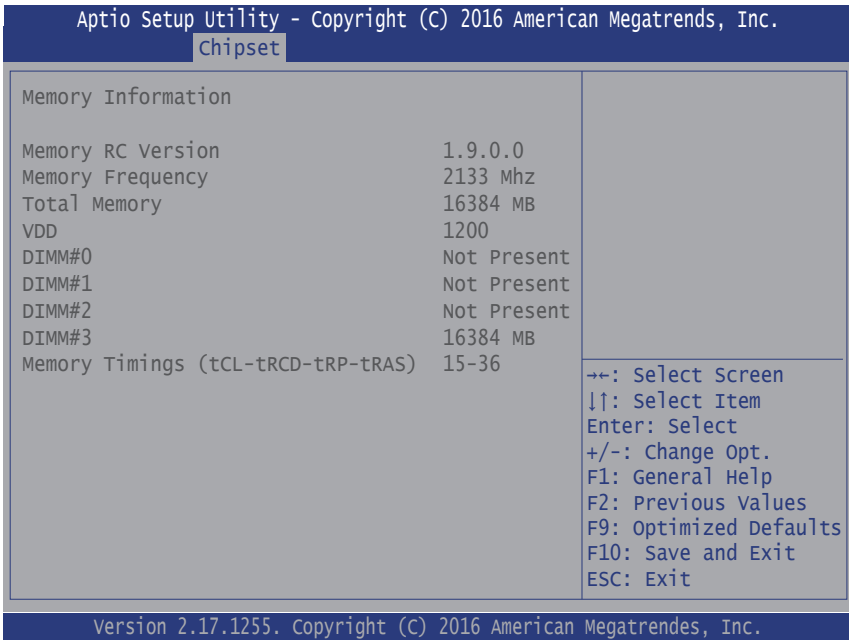 Aptio Setup Utility - Copyright (C) 2016 American Megatrends, Inc.
Chipset
Memory Information
Memory RC Version 1.9.0.0
Memory Frequency 2133 Mhz
Total Memory 16384 MB
VDD 1200
DIMM#0 Not Present
DIMM#1 Not Present
DIMM#2 Not Present
DIMM#3 16384 MB
Memory Timings (tCL-tRCD-tRP-tRAS) 15-36
→←: Select Screen
↓↑: Select Item
Enter: Select
+/-: Change Opt.
F1: General Help
F2: Previous Values
F9: Optimized Defaults
F10: Save and Exit
ESC: Exit
Version 2.17.1255. Copyright (C) 2016 American Megatrendes, Inc.